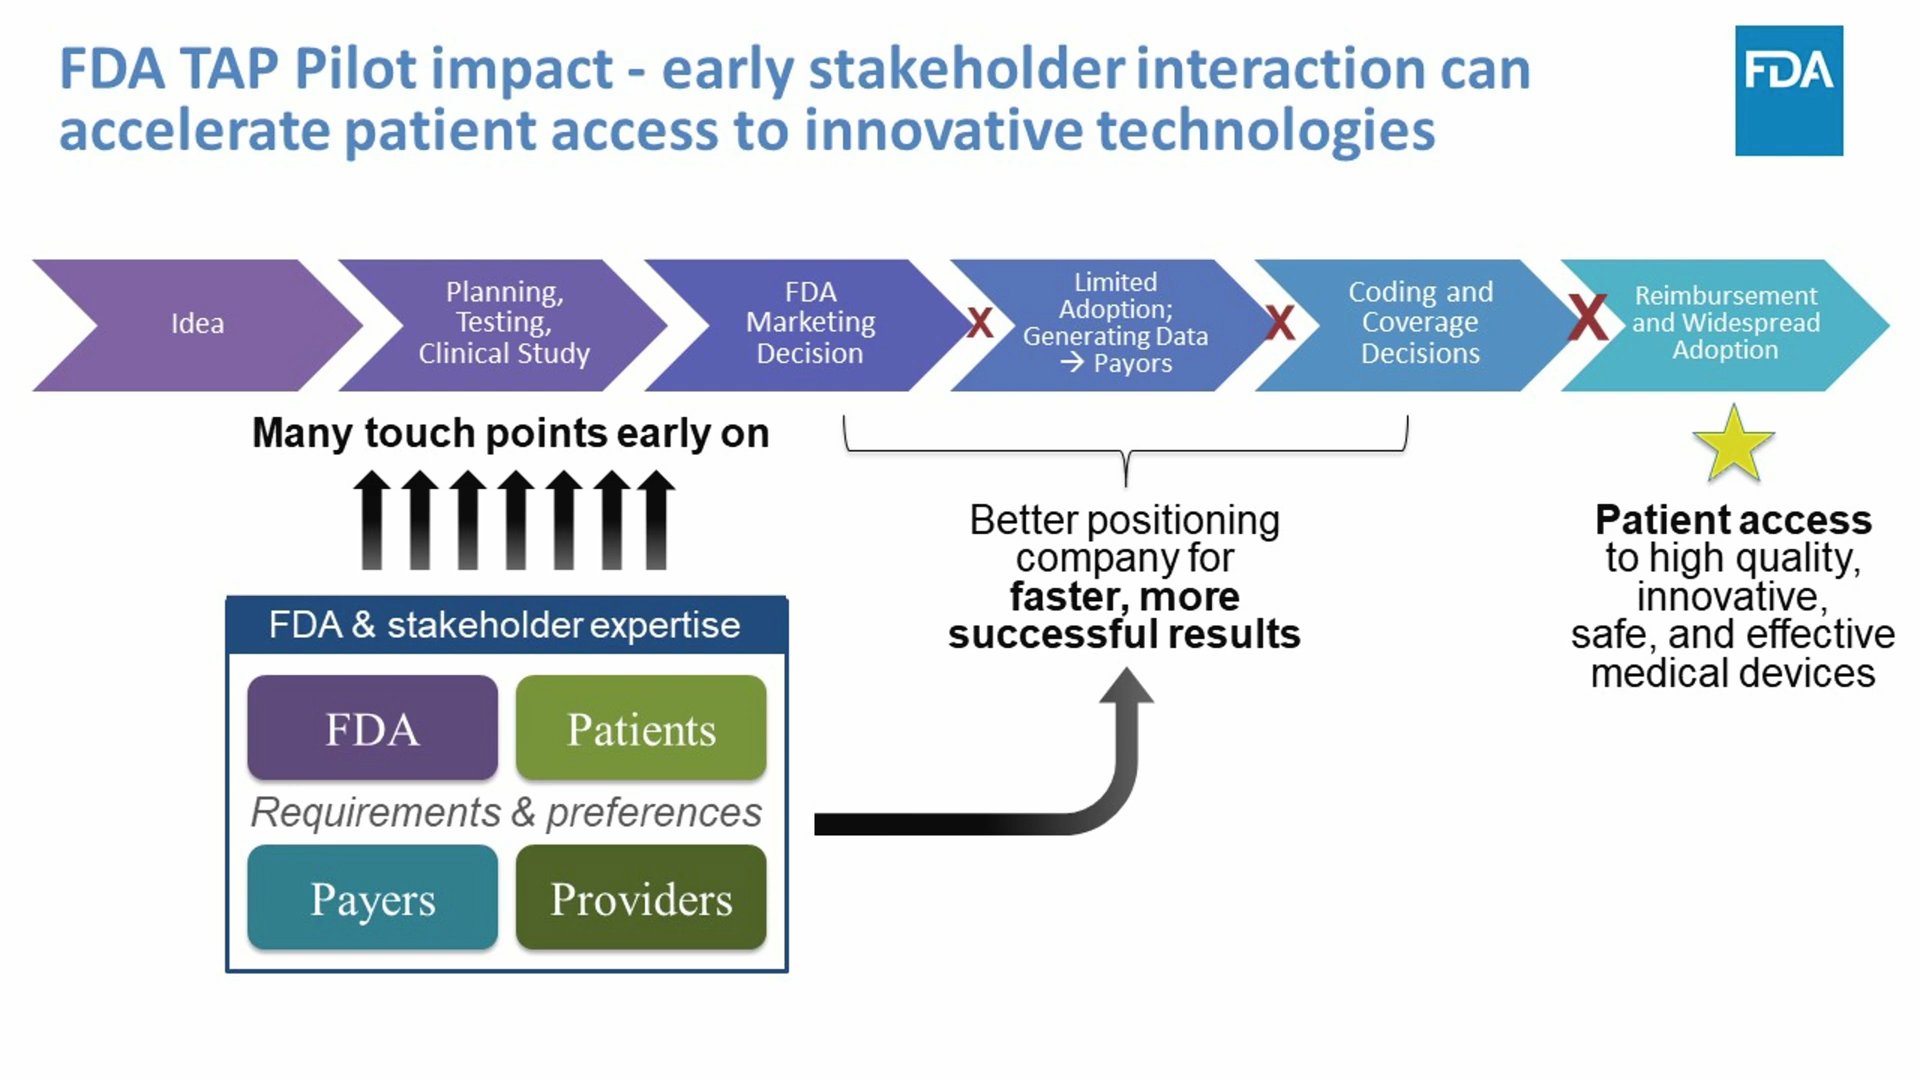 FDA TAP Pilot impact - early stakeholder interaction can
accelerate patient access to innovative technologies
FDA
Idea
Planning,
Testing,
Clinical Study
FDA
Marketing
Decision
X
Limited
Adoption;
Generating Data
→ Payors
X
Coding and
Coverage
Decisions
X
Reimbursement
and Widespread
Adoption
Many touch points early on
FDA & stakeholder expertise
FDA
Patients
Requirements & preferences
Payers
Providers
Better positioning
company for
faster, more
successful results
Patient access
to high quality,
innovative,
safe, and effective
medical devices